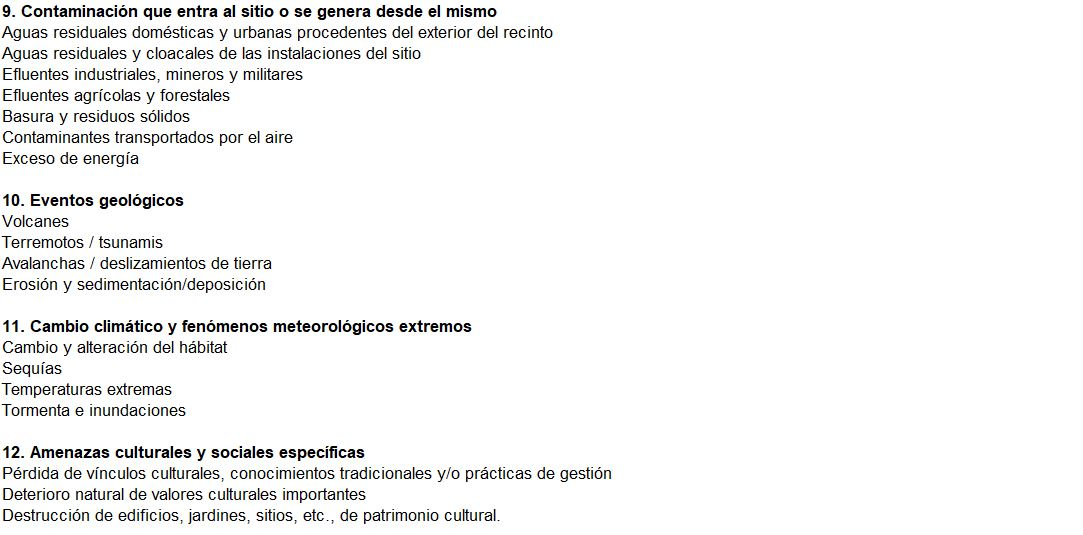 9. Contaminación que entra al sitio o se genera desde el mismo
Aguas residuales domésticas y urbanas procedentes del exterior del recinto
Aguas residuales y cloacales de las instalaciones del sitio
Efluentes industriales, mineros y militares
Efluentes agrícolas y forestales
Basura y residuos sólidos
Contaminantes transportados por el aire
Exceso de energía
10. Eventos geológicos
Volcanes
Terremotos / tsunamis
Avalanchas / deslizamientos de tierra
Erosión y sedimentación/deposición
11. Cambio climático y fenómenos meteorológicos extremos
Cambio y alteración del hábitat
Sequías
Temperaturas extremas
Tormenta e inundaciones
12. Amenazas culturales y sociales específicas
Pérdida de vínculos culturales, conocimientos tradicionales y/o prácticas de gestión
Deterioro natural de valores culturales importantes
Destrucción de edificios, jardines, sitios, etc., de patrimonio cultural.